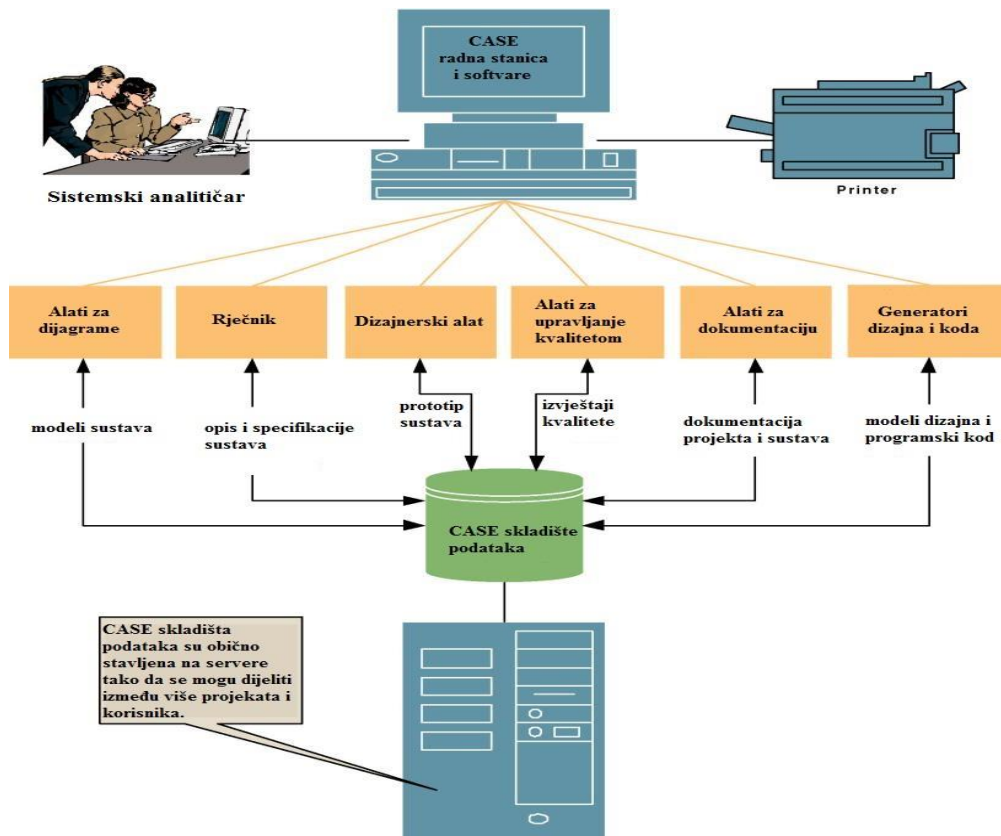 CASE
radna stanica
i softvare
Sistemski analitičar
Printer
Alati za
dijagrame
Rječnik
Dizajnerski alat
Alati za
upravljanje
kvalitetom
Alati za
dokumentaciju
Generatori
dizajna i koda
modeli sustava
opis i specifikacije
sustava
prototip
sustava
izvještaji
kvalitete
dokumentacija
projekta i sustava
modeli dizajna i
programski kod
CASE skladište
podataka
CASE skladišta
podataka su obično
stavljena na servere
tako da se mogu dijeliti
između više projekata i
korisnika.